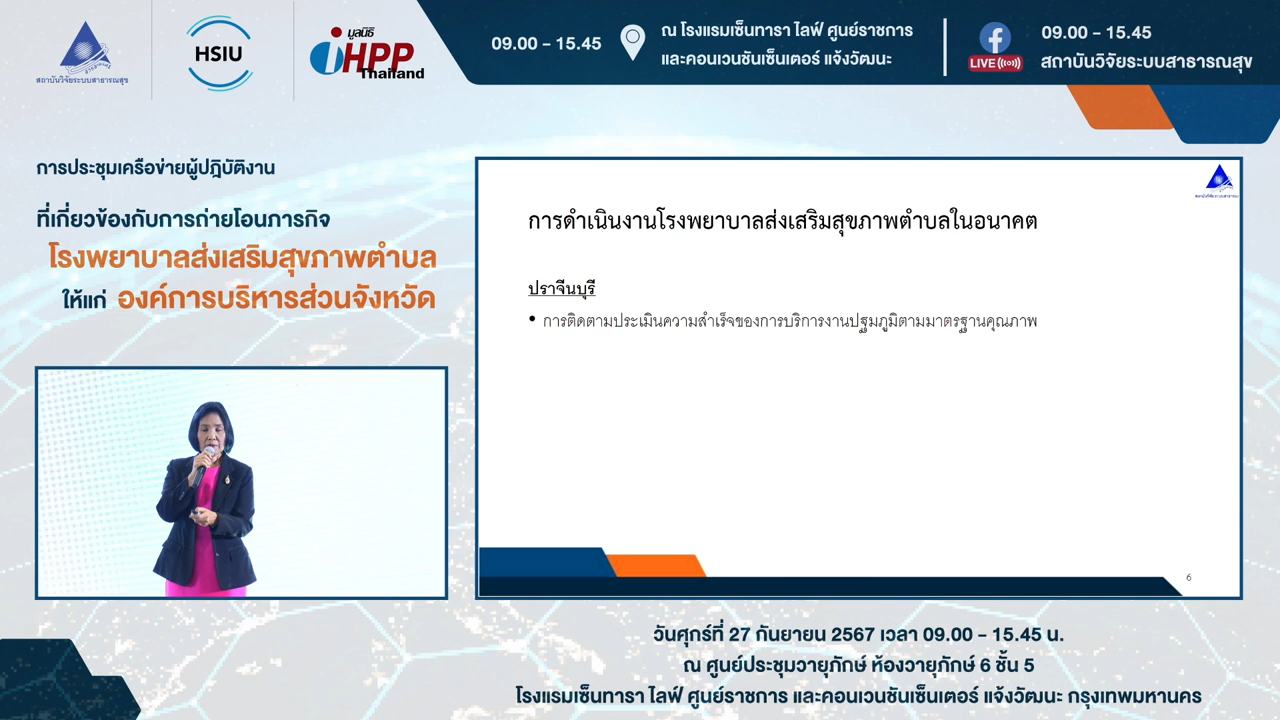 สถาบันวิจัยระบบสาธารณสุข
HSIU
มูลนิธิ
iHPP
Thailand
09.00 - 15.45
ณ โรงแรมเซ็นทารา ไลฟ์ ศูนย์ราชการ
และคอนเวนชันเซ็นเตอร์ แจ้งวัฒนะ
LIVE
09.00 - 15.45
สถาบันวิจัยระบบสาธารณสุข
การประชุมเครือข่ายผู้ปฏิบัติงาน
ที่เกี่ยวข้องกับการถ่ายโอนภารกิจ
โรงพยาบาลส่งเสริมสุขภาพตำบล
ให้แก่ องค์การบริหารส่วนจังหวัด
สถาบันวิจัยระบบสาธารณสุข
การดำเนินงานโรงพยาบาลส่งเสริมสุขภาพตำบลในอนาคต
ปราจีนบุรี
• การติดตามประเมินความสำเร็จของการบริการงานปฐมภูมิตามมาตรฐานคุณภาพ
6
วันศุกร์ที่ 27 กันยายน 2567 เวลา 09.00 - 15.45 น.
ณ ศูนย์ประชุมวายุภักษ์ ห้องวายุภักษ์ 6 ชั้น 5
โรงแรมเซ็นทารา ไลฟ์ ศูนย์ราชการ และคอนเวนชันเซ็นเตอร์ แจ้งวัฒนะ กรุงเทพมหานคร